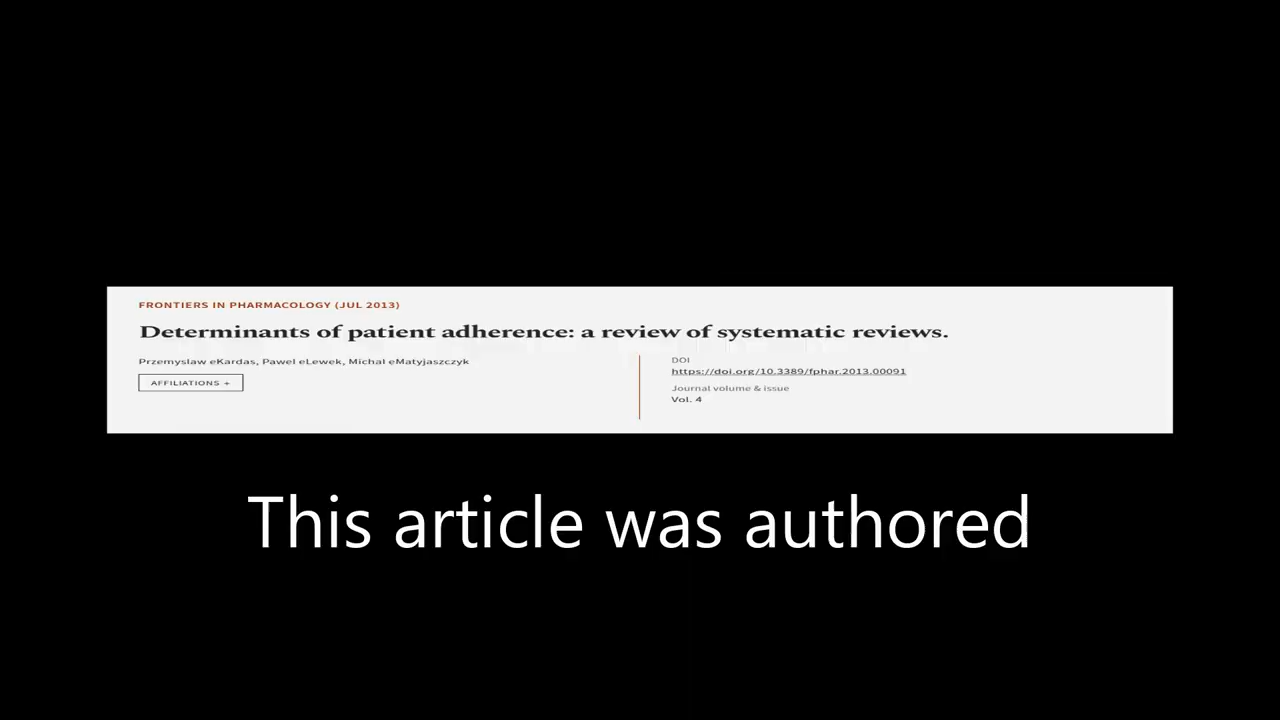 FRONTIERS IN PHARMACOLOGY (JUL 2013)
Determinants of patient adherence: a review of systematic reviews.
Przemyslaw eKardas, Pawel eLewek, Michal eMatyjaszczyk
AFFILIATIONS +
DOI
https://doi.org/10.3389/fphar.2013.00091
Journal volume & issue
Vol. 4
This article was authored